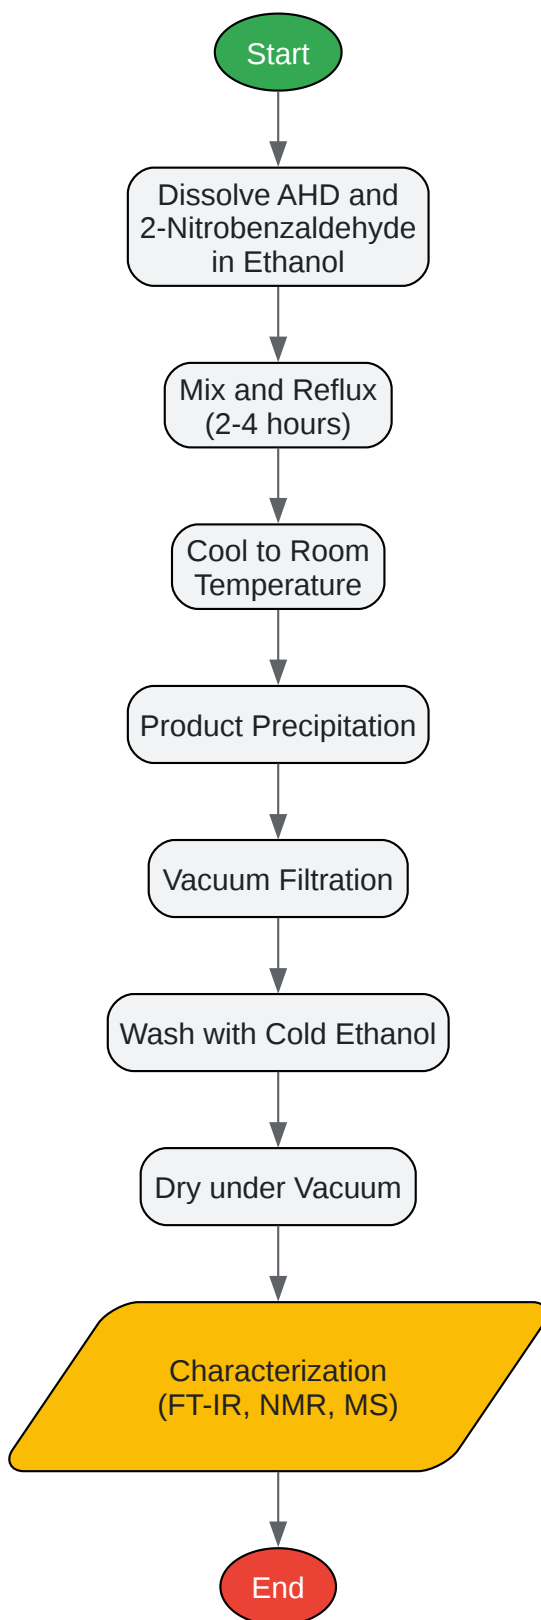 Start
Dissolve AHD and
2-Nitrobenzaldehyde
in Ethanol
Mix and Reflux
(2-4 hours)
Cool to Room
Temperature
Product Precipitation
Vacuum Filtration
Wash with Cold Ethanol
Dry under Vacuum
Characterization
(FT-IR, NMR, MS)
End